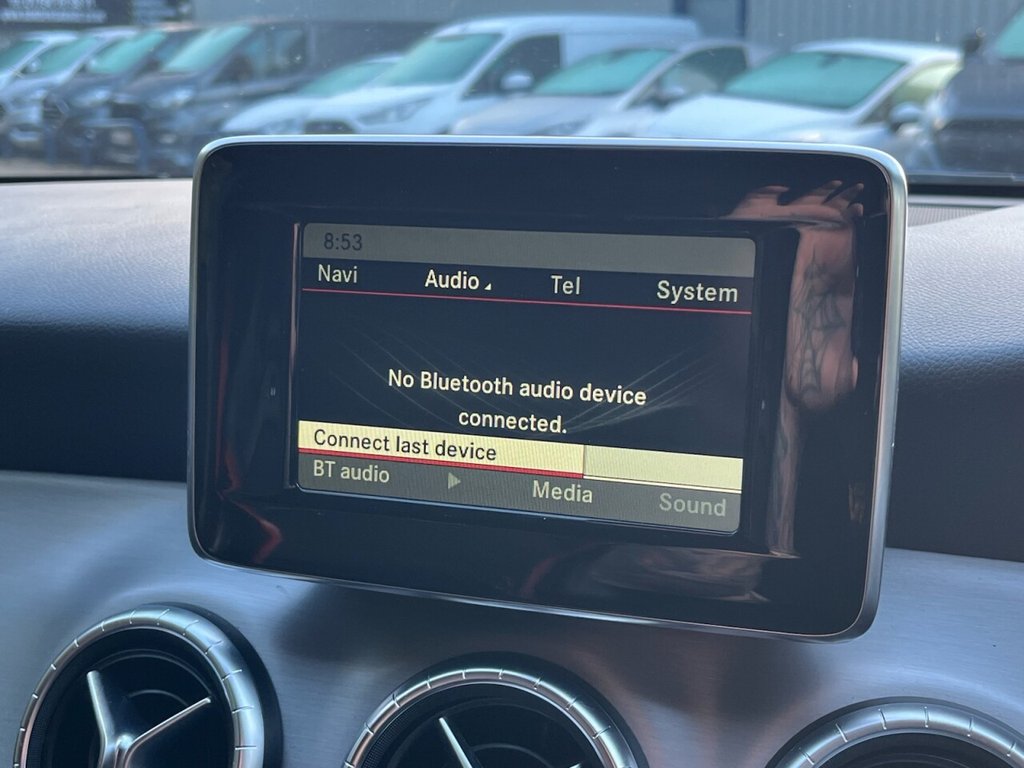 8:53
Navi Audio Tel System
No Bluetooth audio device
connected.
Connect last device
BT audio Media Sound